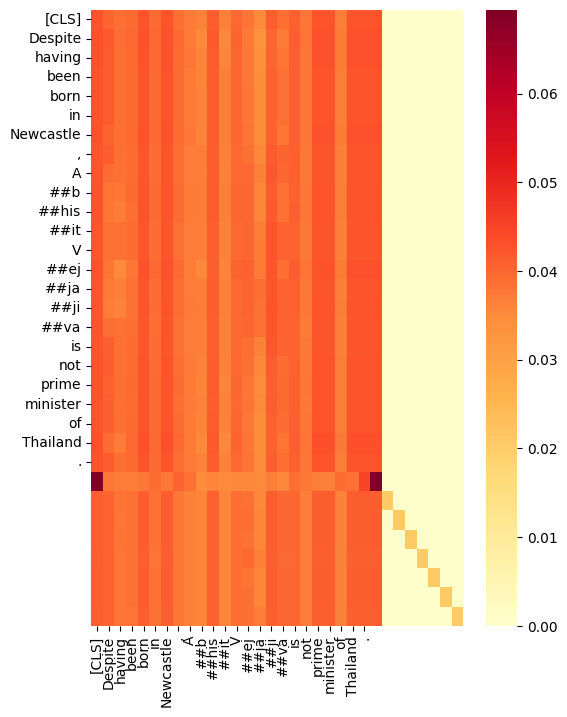 [CLS]
Despite
having
been
born
in
Newcastle
,
A
##b
##his
##it
V
##ej
##ja
##ji
##va
is
not
prime
minister
of
Thailand
.
0.06
0.05
0.04
0.03
0.02
0.01
0.00
[CLS]
Despite
having
been
born
in
Newcastle
,
A
##b
##his
##it
V
##ej
##ja
##ji
##va
is
not
prime
minister
of
Thailand
.